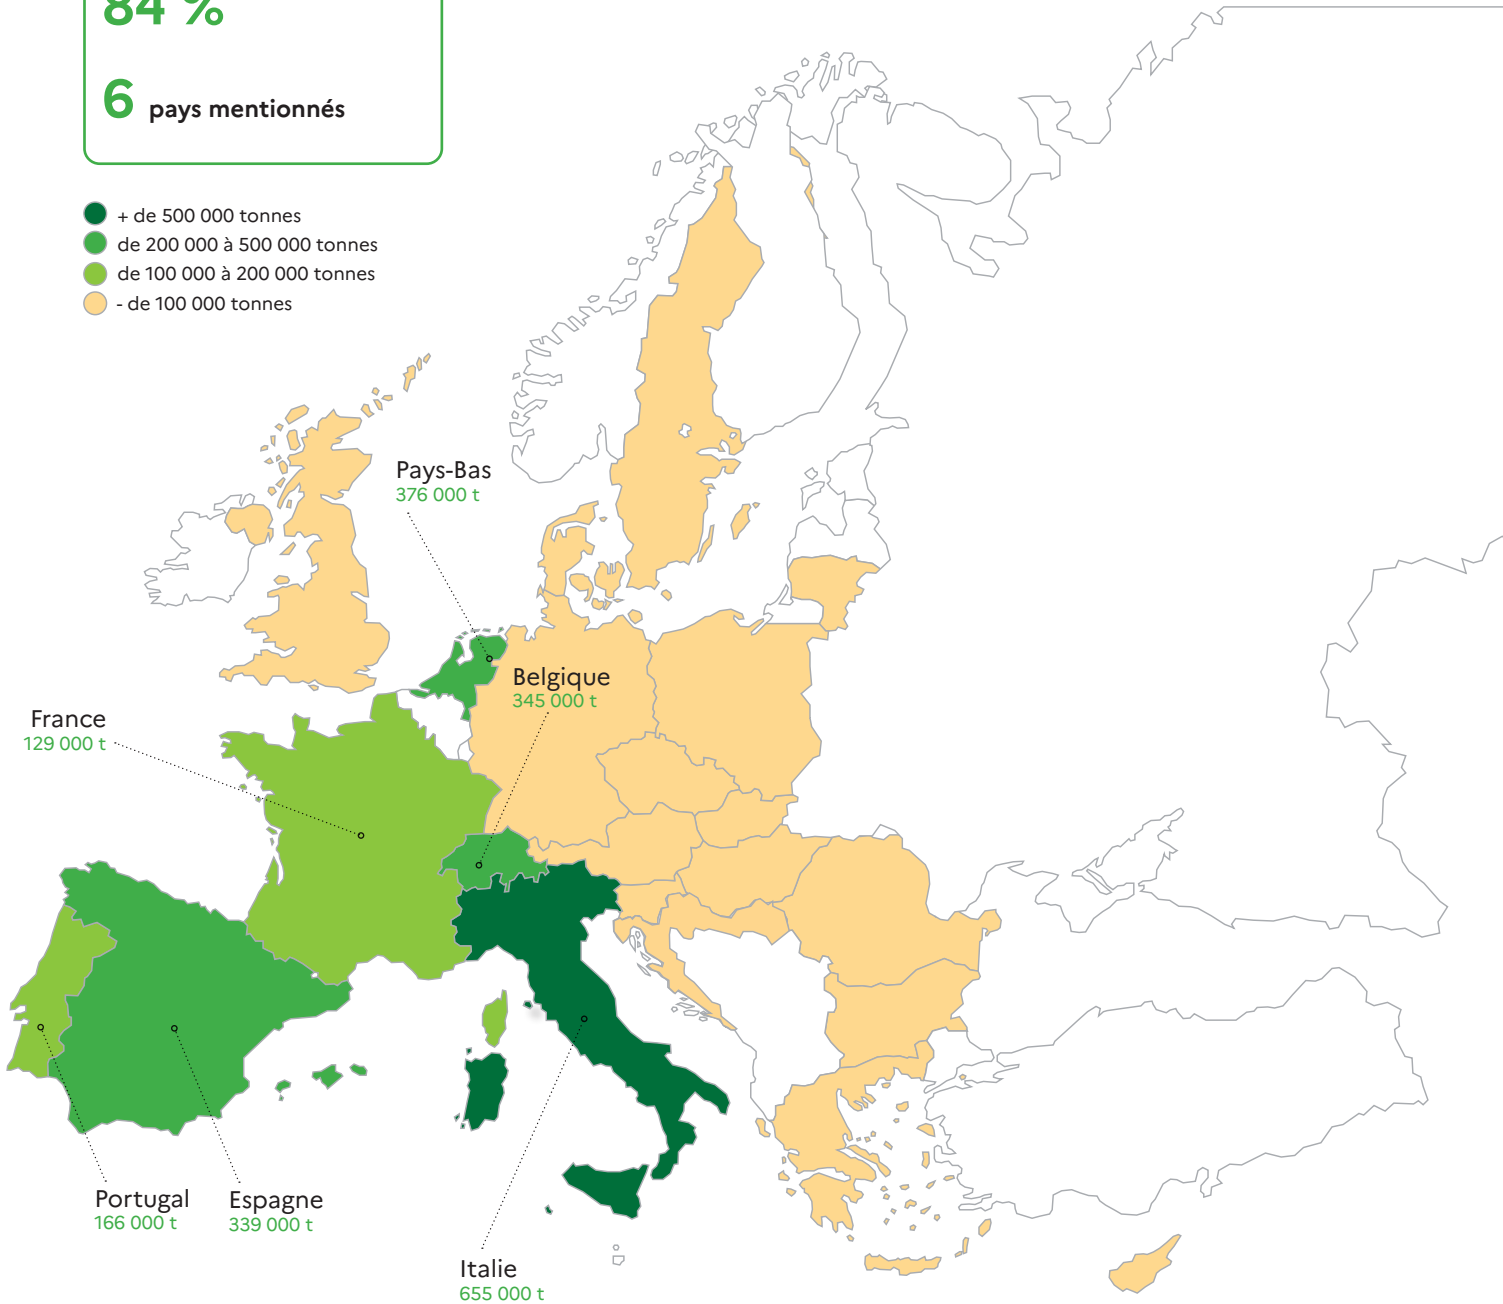 84 %
6 pays mentionnés
+ de 500 000 tonnes
de 200 000 à 500 000 tonnes
de 100 000 à 200 000 tonnes
- de 100 000 tonnes
Pays-Bas
376 000 t
Belgique
345 000 t
France
129 000 t
Portugal
166 000 t
Espagne
339 000 t
Italie
655 000 t